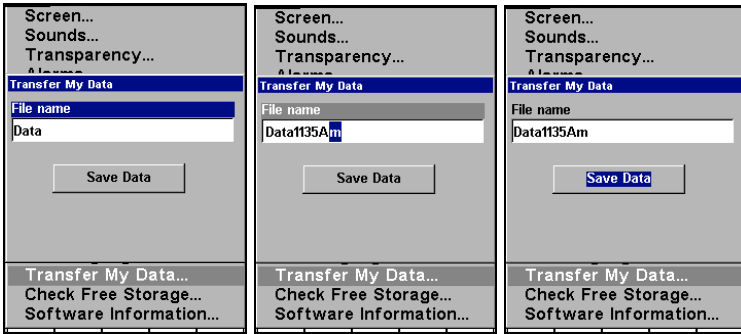 Screen...
Sounds...
Transparency...
Alarms
Transfer My Data
File name
Data
Save Data
Transfer My Data...
Check Free Storage...
Software Information...
Screen...
Sounds...
Transparency...
Alarms
Transfer My Data
File name
Data1135Am
Save Data
Transfer My Data...
Check Free Storage...
Software Information...
Screen...
Sounds...
Transparency...
Alarms
Transfer My Data
File name
Data1135Am
Save Data
Transfer My Data...
Check Free Storage...
Software Information...